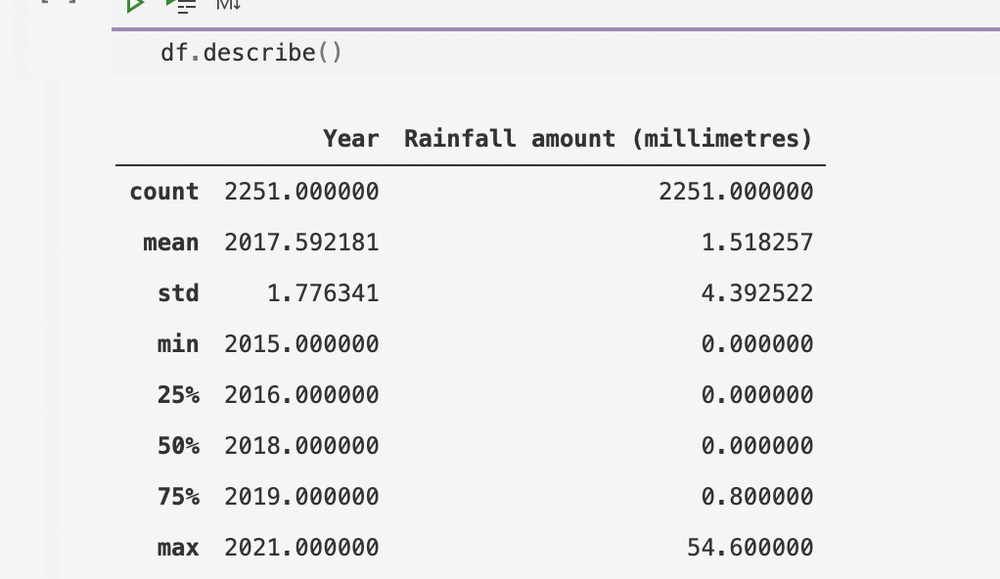 [ ] M↓
df.describe()
Year Rainfall amount (millimetres)
count 2251.000000 2251.000000
mean 2017.592181 1.518257
std 1.776341 4.392522
min 2015.000000 0.000000
25% 2016.000000 0.000000
50% 2018.000000 0.000000
75% 2019.000000 0.800000
max 2021.000000 54.600000